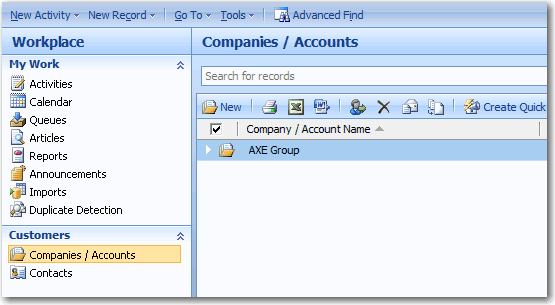 New Activity New Record Go To Tools Advanced Find
Workplace
My Work
Activities
Calendar
Queues
Articles
Reports
Announcements
Imports
Duplicate Detection
Customers
Companies / Accounts
Contacts
Companies / Accounts
Search for records
New Create Quick
Company / Account Name
AXE Group